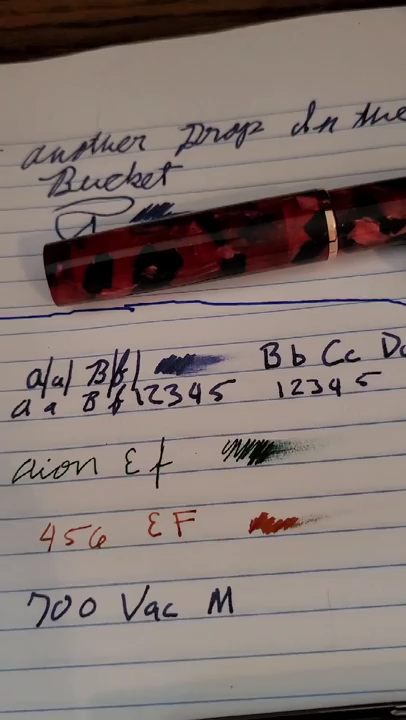 another Drop In the
Bucket
a/a/ B/f/ 12345 Bb Cc D
a a B f 12345
aion Ef
456 EF
700 Vac M